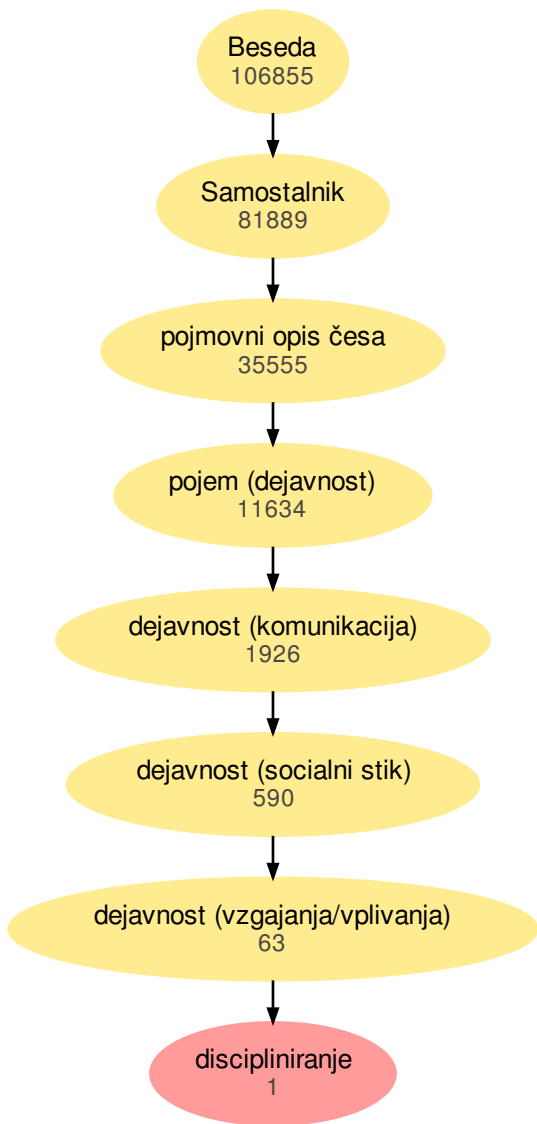 Beseda
106855
Samostalnik
81889
pojmovni opis česa
35555
pojem (dejavnost)
11634
dejavnost (komunikacija)
1926
dejavnost (socialni stik)
590
dejavnost (vzgajanja/vplivanja)
63
discipliniranje
1